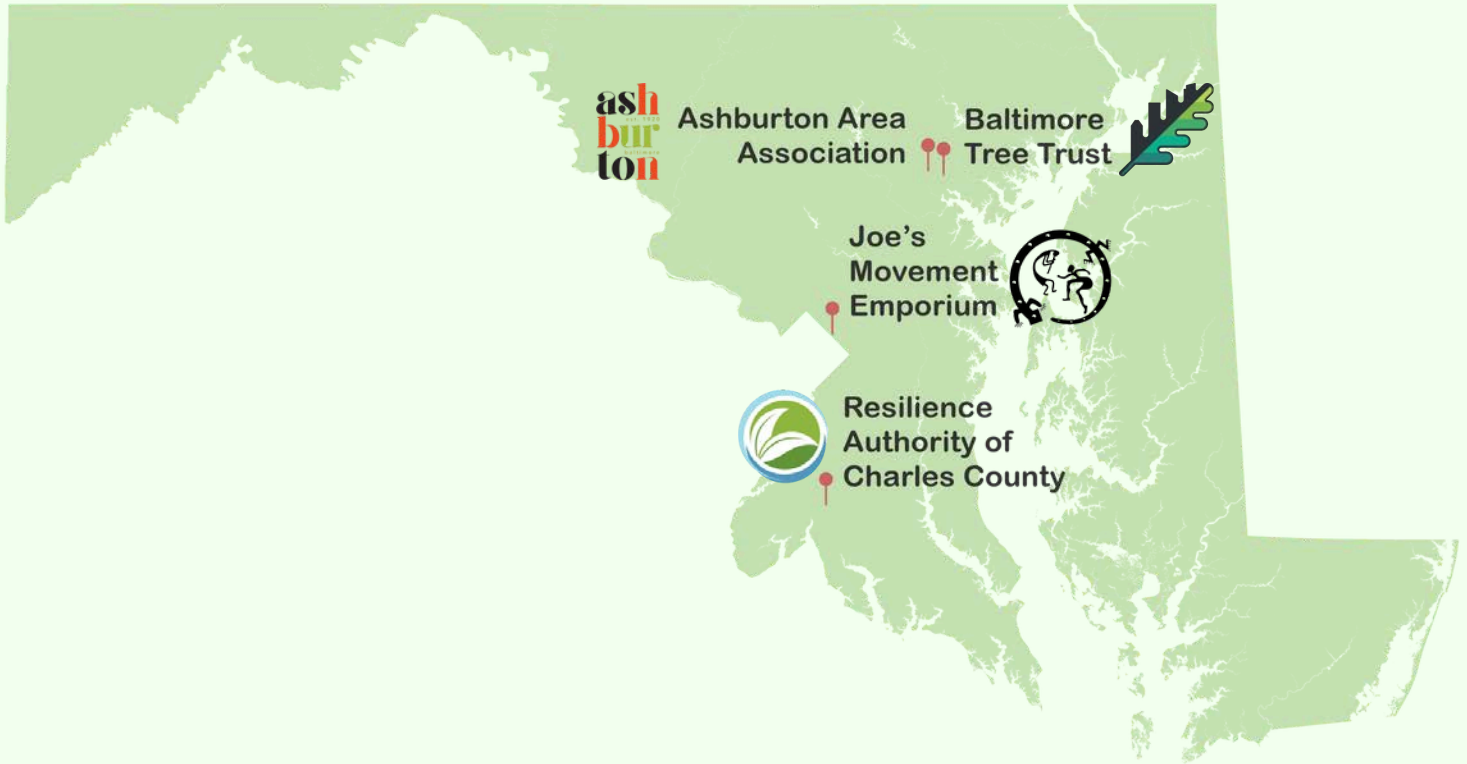 ash
bur
ton
Ashburton Area
Association
Baltimore
Tree Trust
Joe's
Movement
Emporium
Resilience
Authority of
Charles County